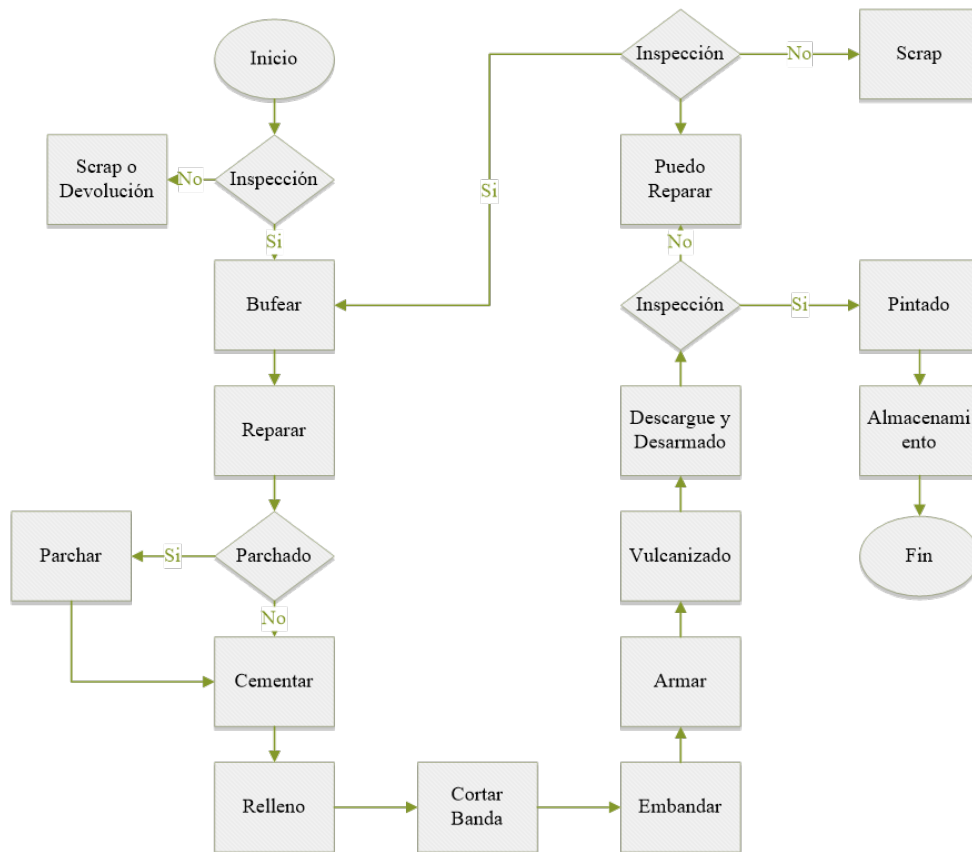 Inicio
Inspección
No
Scrap
Scrap o
Devolución
No
Inspección
Puedo
Reparar
Si
Si
No
Bufear
Inspección
Si
Pintado
Reparar
Descargue y
Desarmado
Almacenami
ento
Parchar
Si
Parchado
Vulcanizado
Fin
No
Cementar
Armar
Relleno
Cortar
Banda
Embandar